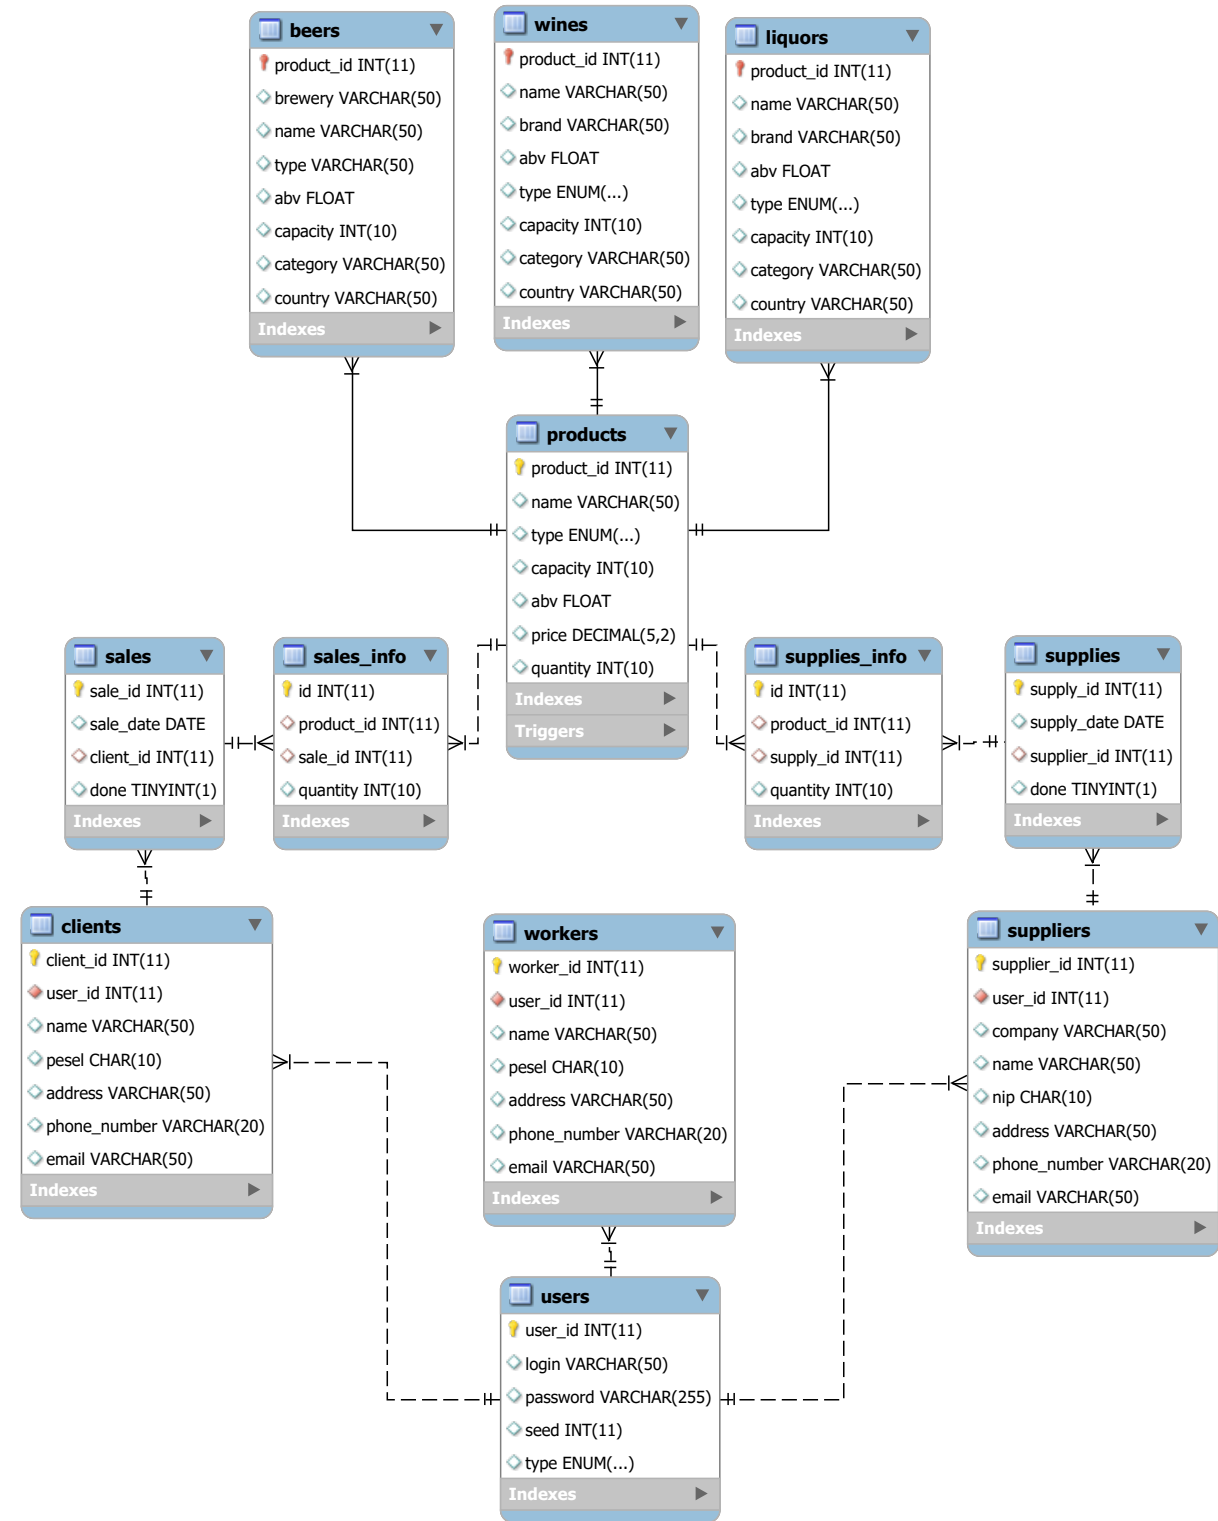 beers
product_id INT(11)
brewery VARCHAR(50)
name VARCHAR(50)
type VARCHAR(50)
abv FLOAT
capacity INT(10)
category VARCHAR(50)
country VARCHAR(50)
Indexes
wines
product_id INT(11)
name VARCHAR(50)
brand VARCHAR(50)
abv FLOAT
type ENUM(...)
capacity INT(10)
category VARCHAR(50)
country VARCHAR(50)
Indexes
liquors
product_id INT(11)
name VARCHAR(50)
brand VARCHAR(50)
abv FLOAT
type ENUM(...)
capacity INT(10)
category VARCHAR(50)
country VARCHAR(50)
Indexes
products
product_id INT(11)
name VARCHAR(50)
type ENUM(...)
capacity INT(10)
abv FLOAT
price DECIMAL(5,2)
quantity INT(10)
Indexes
Triggers
sales
sale_id INT(11)
sale_date DATE
client_id INT(11)
done TINYINT(1)
Indexes
sales_info
id INT(11)
product_id INT(11)
sale_id INT(11)
quantity INT(10)
Indexes
supplies_info
id INT(11)
product_id INT(11)
supply_id INT(11)
quantity INT(10)
Indexes
supplies
supply_id INT(11)
supply_date DATE
supplier_id INT(11)
done TINYINT(1)
Indexes
clients
client_id INT(11)
user_id INT(11)
name VARCHAR(50)
pesel CHAR(10)
address VARCHAR(50)
phone_number VARCHAR(20)
email VARCHAR(50)
Indexes
workers
worker_id INT(11)
user_id INT(11)
name VARCHAR(50)
pesel CHAR(10)
address VARCHAR(50)
phone_number VARCHAR(20)
email VARCHAR(50)
Indexes
suppliers
supplier_id INT(11)
user_id INT(11)
company VARCHAR(50)
name VARCHAR(50)
nip CHAR(10)
address VARCHAR(50)
phone_number VARCHAR(20)
email VARCHAR(50)
Indexes
users
user_id INT(11)
login VARCHAR(50)
password VARCHAR(255)
seed INT(11)
type ENUM(...)
Indexes